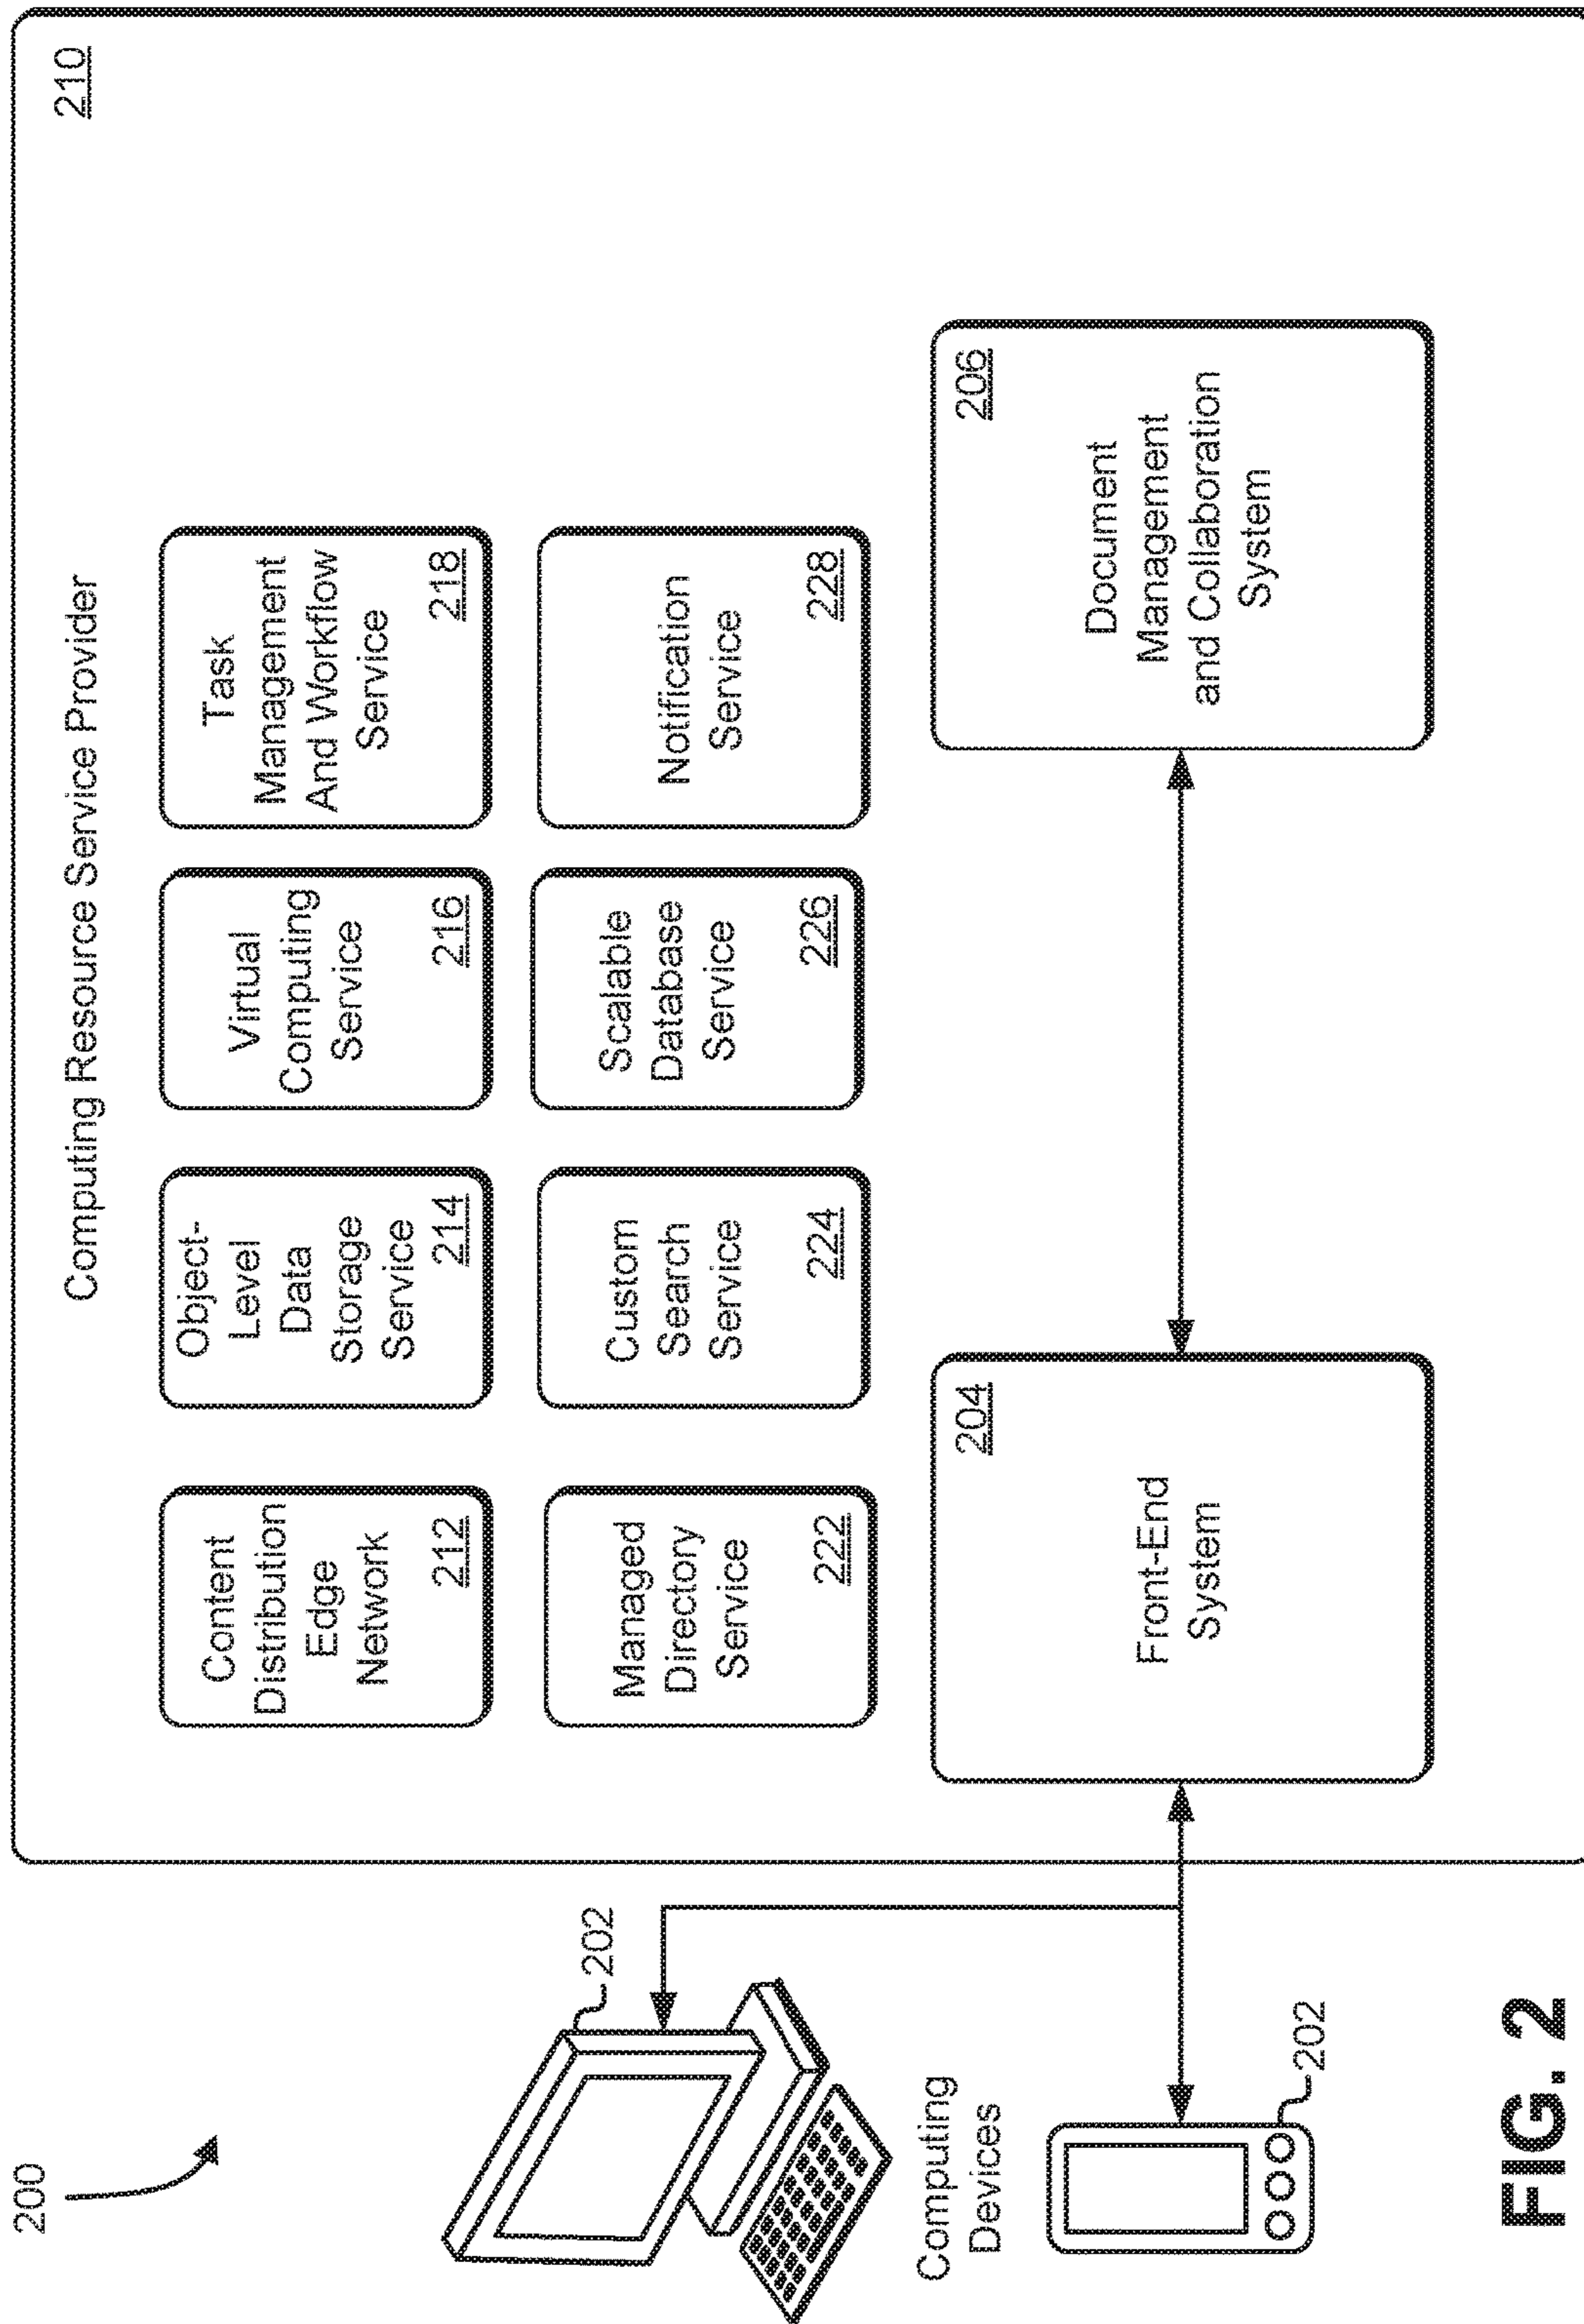 200
Computing Resource Service Provider
210
Content
Distribution
Edge
Network
212
Object-
Level
Data
Storage
Service
214
Virtual
Computing
Service
216
Task
Management
And Workflow
Service
218
Managed
Directory
Service
222
Custom
Search
Service
224
Scalable
Database
Service
226
Notification
Service
228
202
Computing
Devices
202
204
Front-End
System
206
Document
Management
and Collaboration
System
FIG. 2